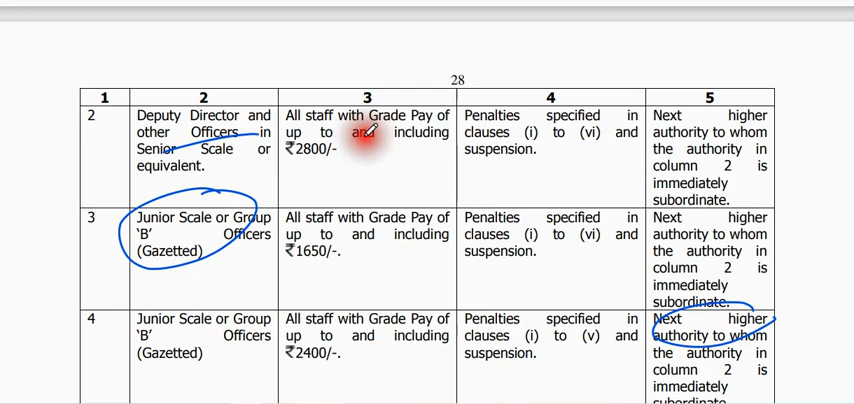 28
1 2 3 4 5
2 Deputy Director and other Officers in Senior Scale or equivalent. All staff with Grade Pay of up to and including ₹2800/- Penalties specified in clauses (i) to (vi) and suspension. Next higher authority to whom the authority in column 2 is immediately subordinate.
3 Junior Scale or Group ‘B’ Officers (Gazetted) All staff with Grade Pay of up to and including ₹1650/-. Penalties specified in clauses (i) to (vi) and suspension. Next higher authority to whom the authority in column 2 is immediately subordinate.
4 Junior Scale or Group ‘B’ Officers (Gazetted) All staff with Grade Pay of up to and including ₹2400/-. Penalties specified in clauses (i) to (v) and suspension. Next higher authority to whom the authority in column 2 is immediately